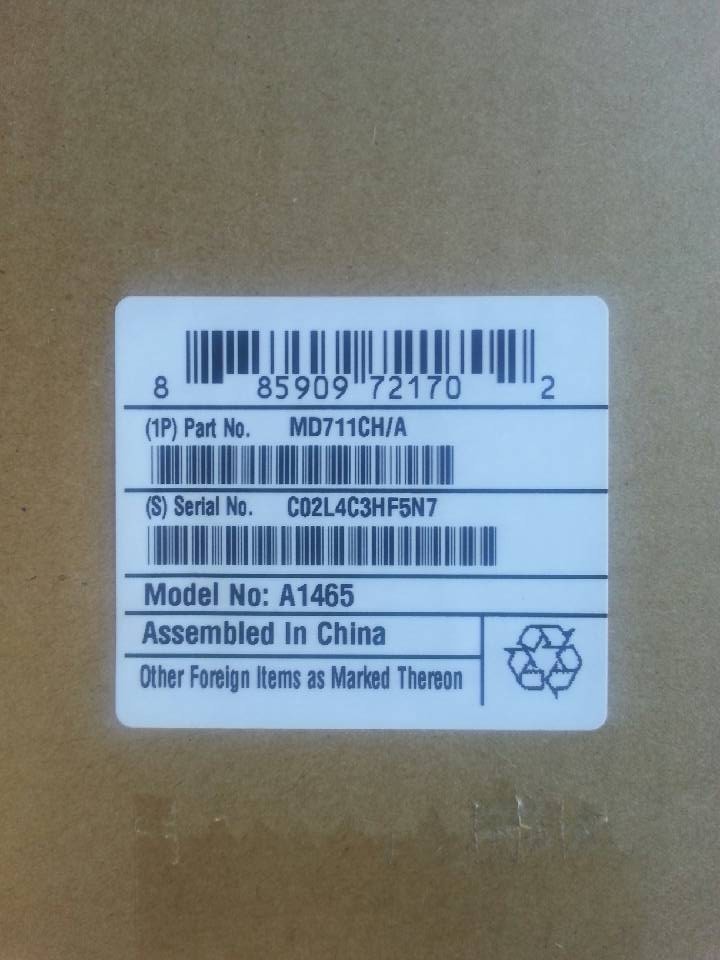 8 85909 72170 2
(1P) Part No. MD711CH/A
(S) Serial No. C02L4C3HF5N7
Model No: A1465
Assembled In China
Other Foreign Items as Marked Thereon